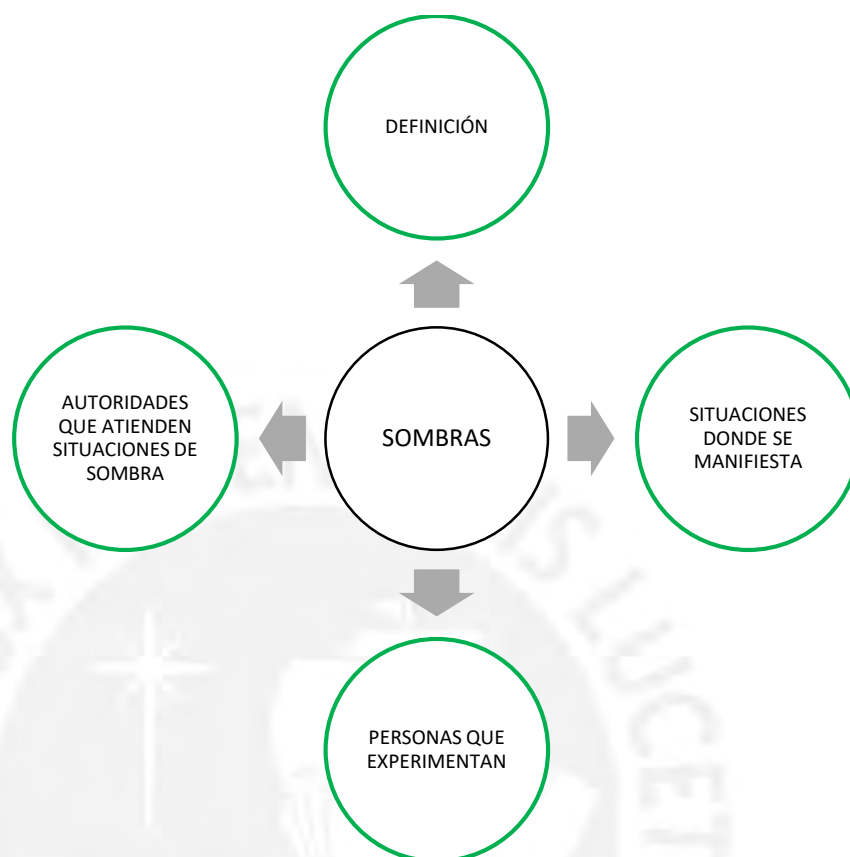 DEFINICIÓN
AUTORIDADES
QUE ATIENDEN
SITUACIONES DE
SOMBRA
SOMBRAS
SITUACIONES
DONDE SE
MANIFIESTA
PERSONAS QUE
EXPERIMENTAN